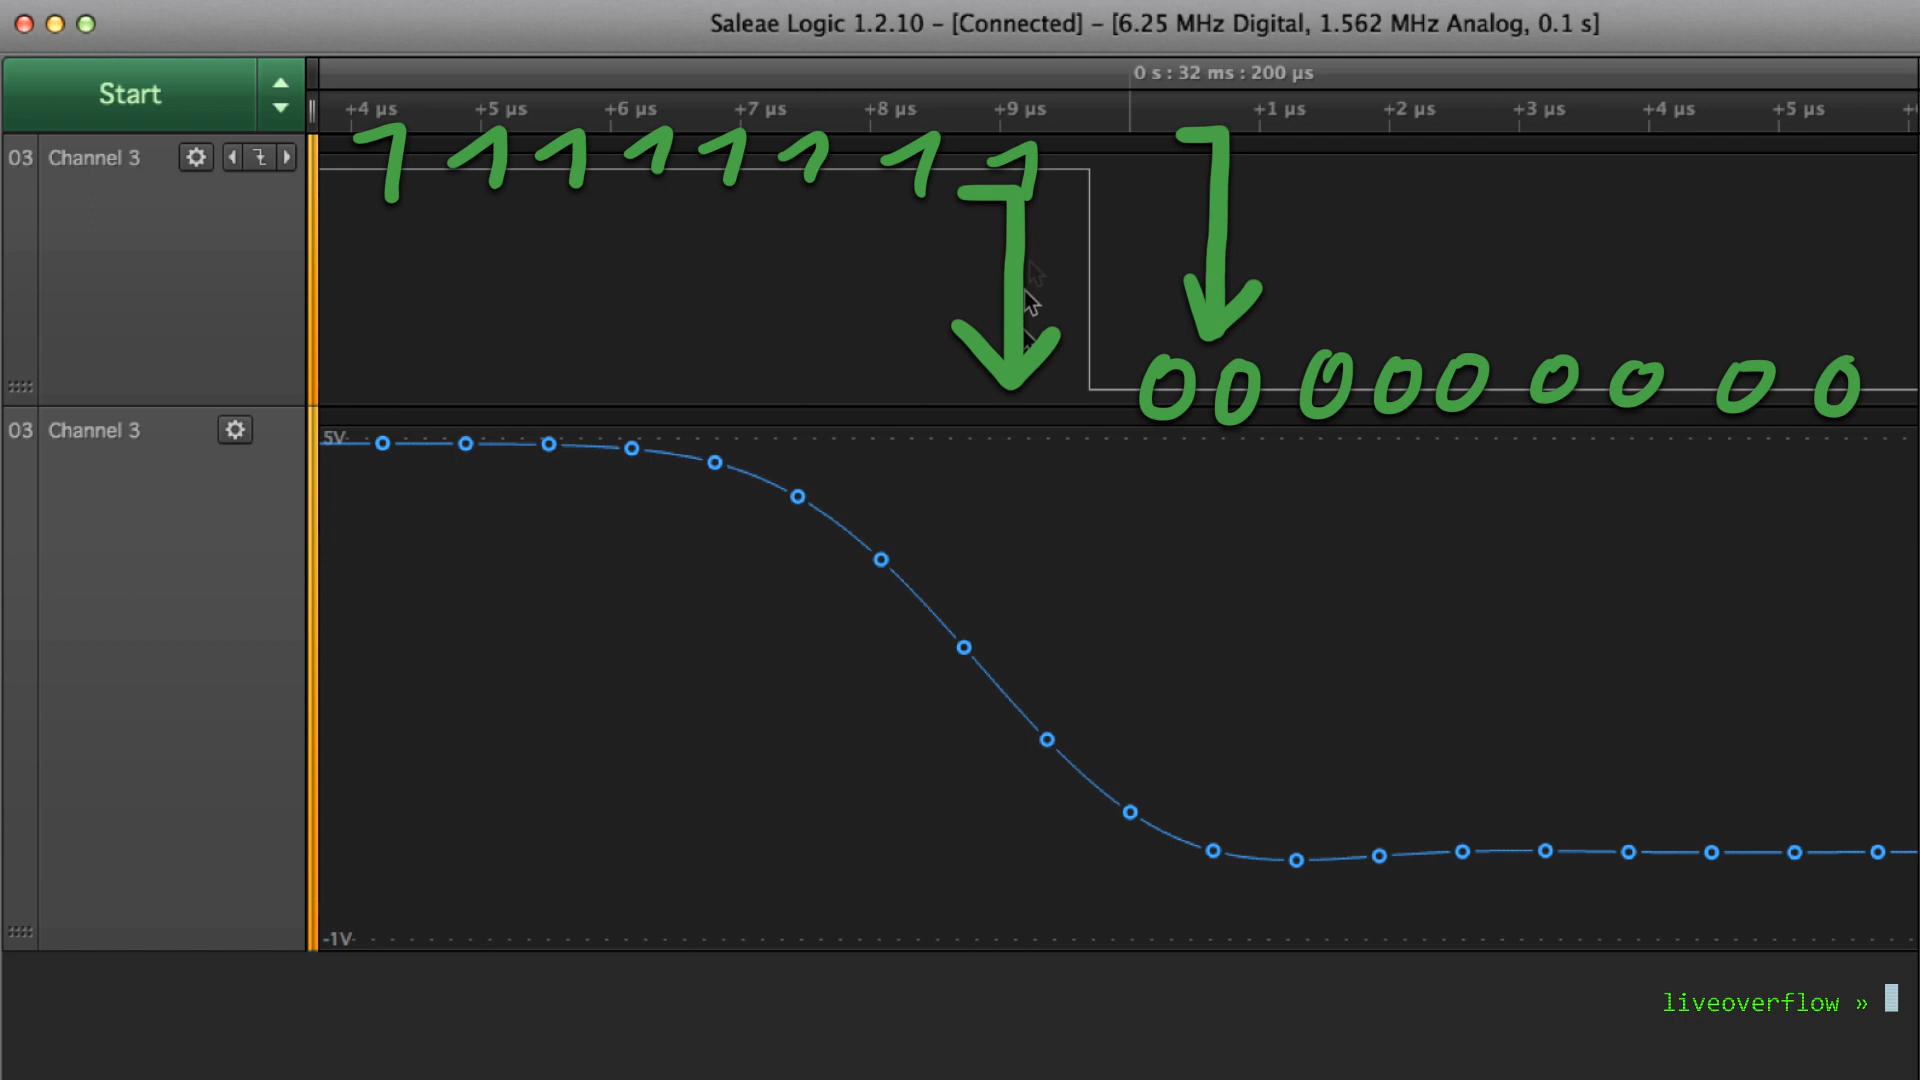 Saleae Logic 1.2.10 – [Connected] – [6.25 MHz Digital, 1.562 MHz Analog, 0.1 s]
Start
0 s : 32 ms : 200 µs
+4 µs +5 µs +6 µs +7 µs +8 µs +9 µs +1 µs +2 µs +3 µs +4 µs +5 µs
1 1 1 1 1 1 1 1
03 Channel 3
0 0 0 0 0 0 0 0 0
03 Channel 3
5V
-1V
liveoverflow »